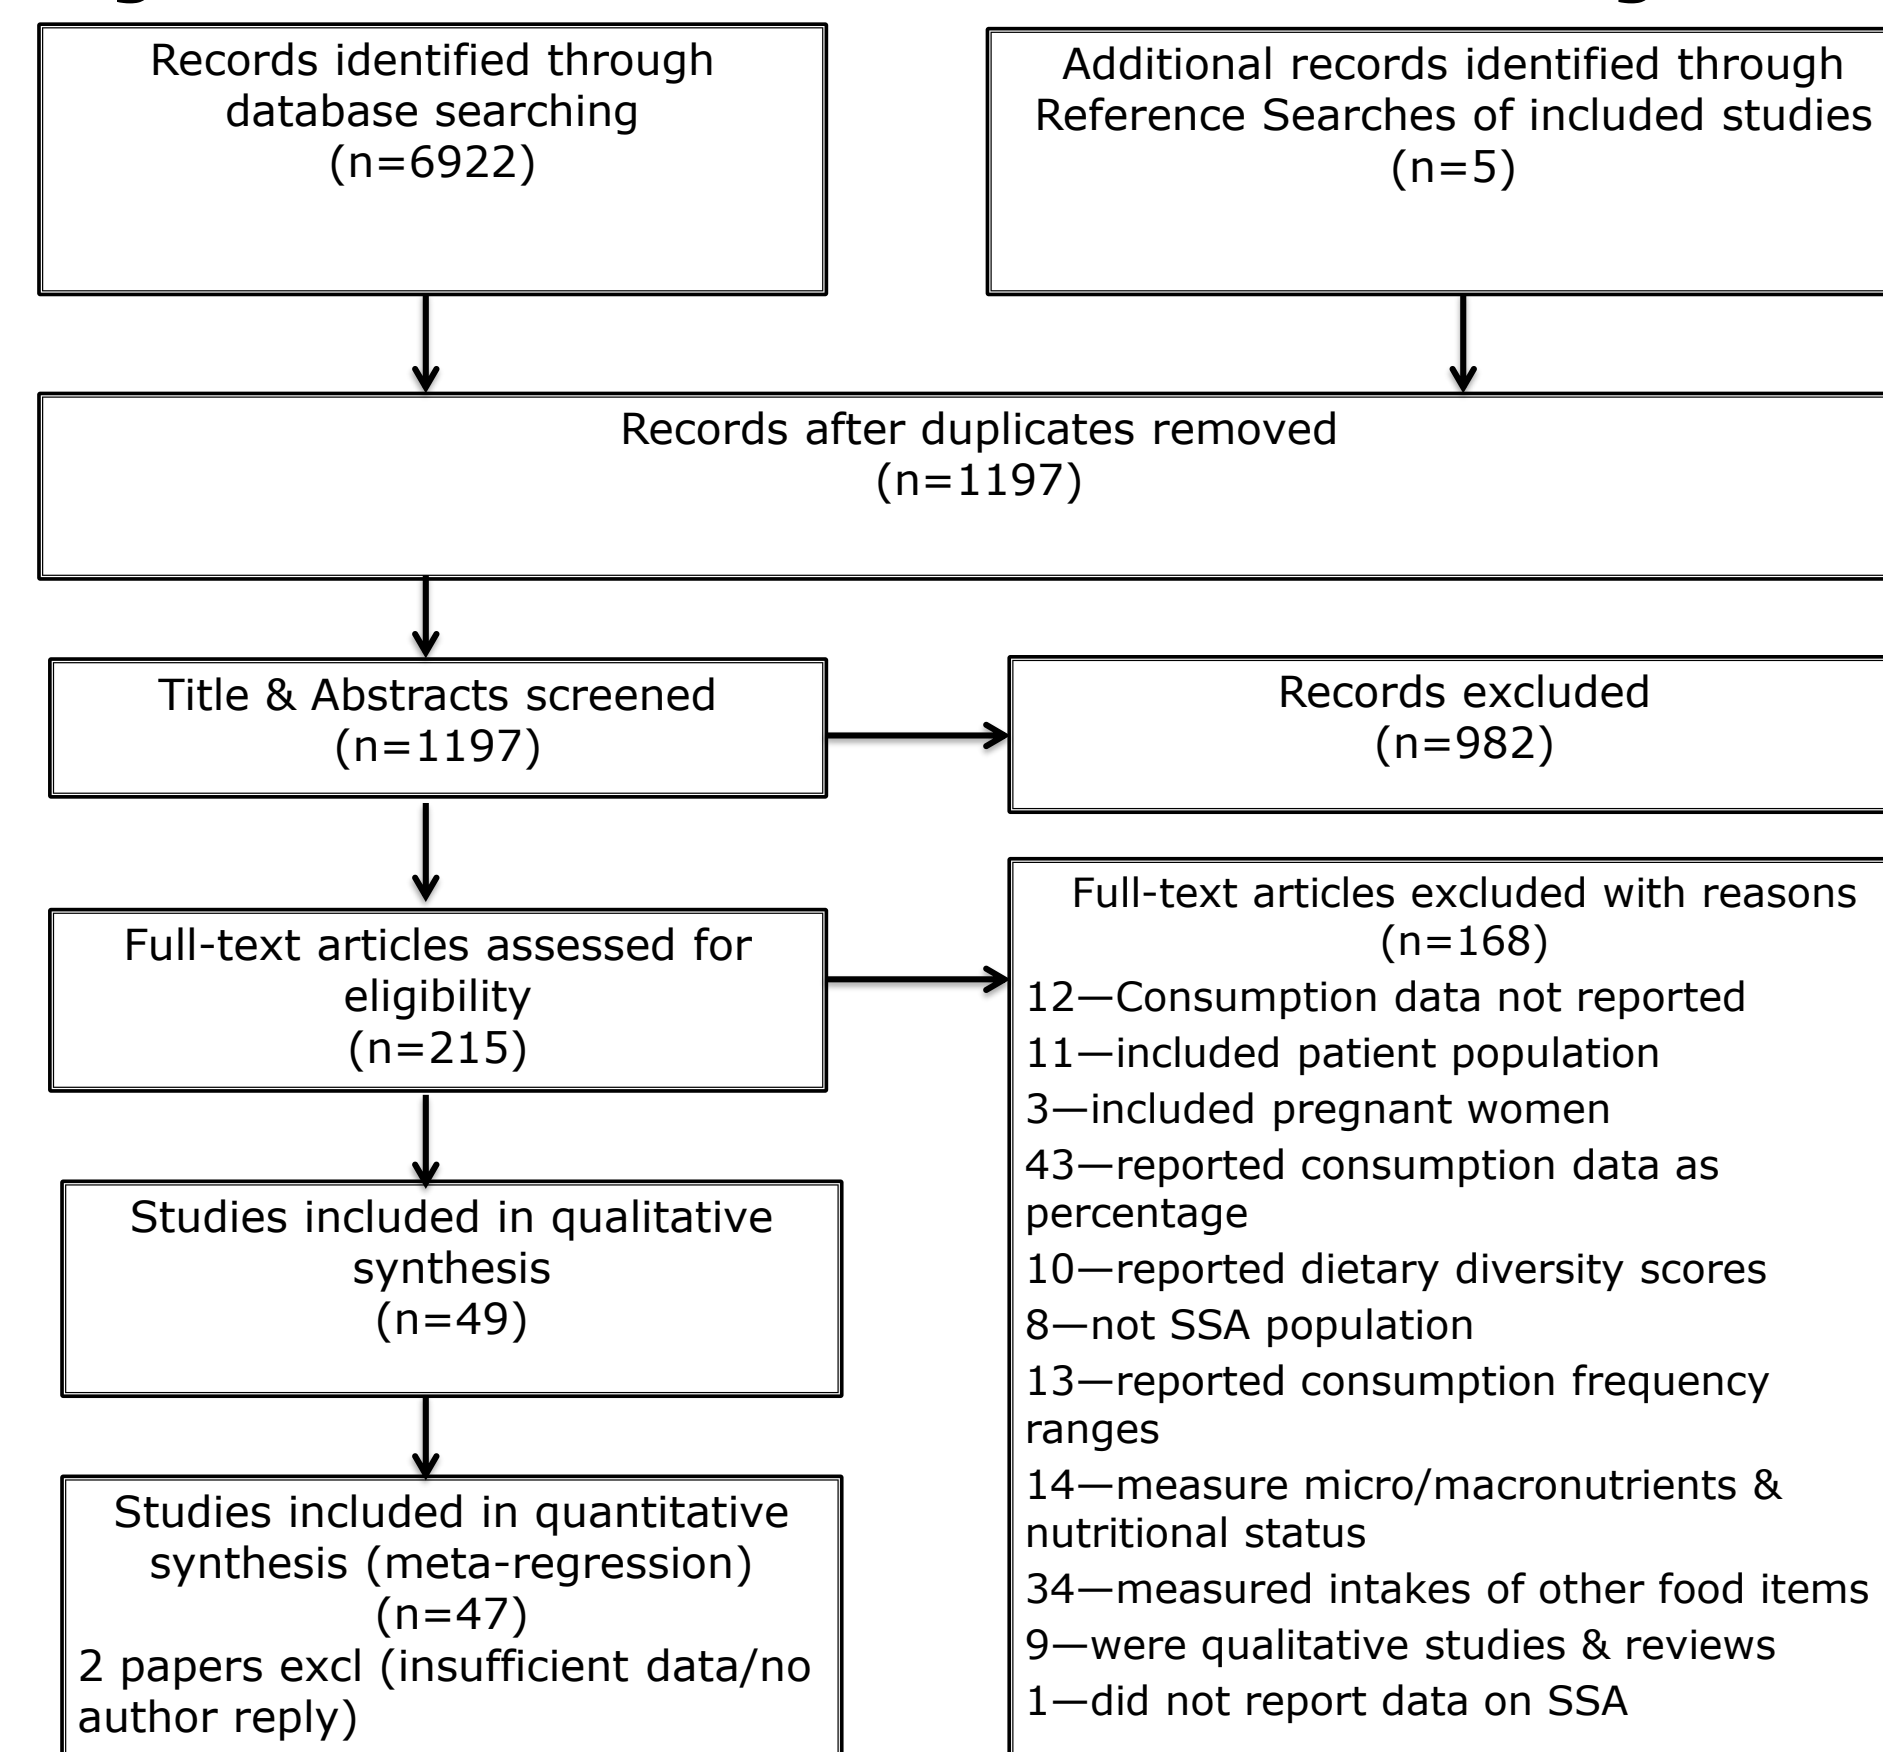 Records identified through
database searching
(n=6922)
Additional records identified through
Reference Searches of included studies
(n=5)
Records after duplicates removed
(n=1197)
Title & Abstracts screened
(n=1197)
Records excluded
(n=982)
Full-text articles assessed for
eligibility
(n=215)
Full-text articles excluded with reasons
(n=168)
12—Consumption data not reported
11—included patient population
3—included pregnant women
43—reported consumption data as
percentage
10—reported dietary diversity scores
8—not SSA population
13—reported consumption frequency
ranges
14—measure micro/macronutrients &
nutritional status
34—measured intakes of other food items
9—were qualitative studies & reviews
1—did not report data on SSA
Studies included in qualitative
synthesis
(n=49)
Studies included in quantitative
synthesis (meta-regression)
(n=47)
2 papers excl (insufficient data/no
author reply)